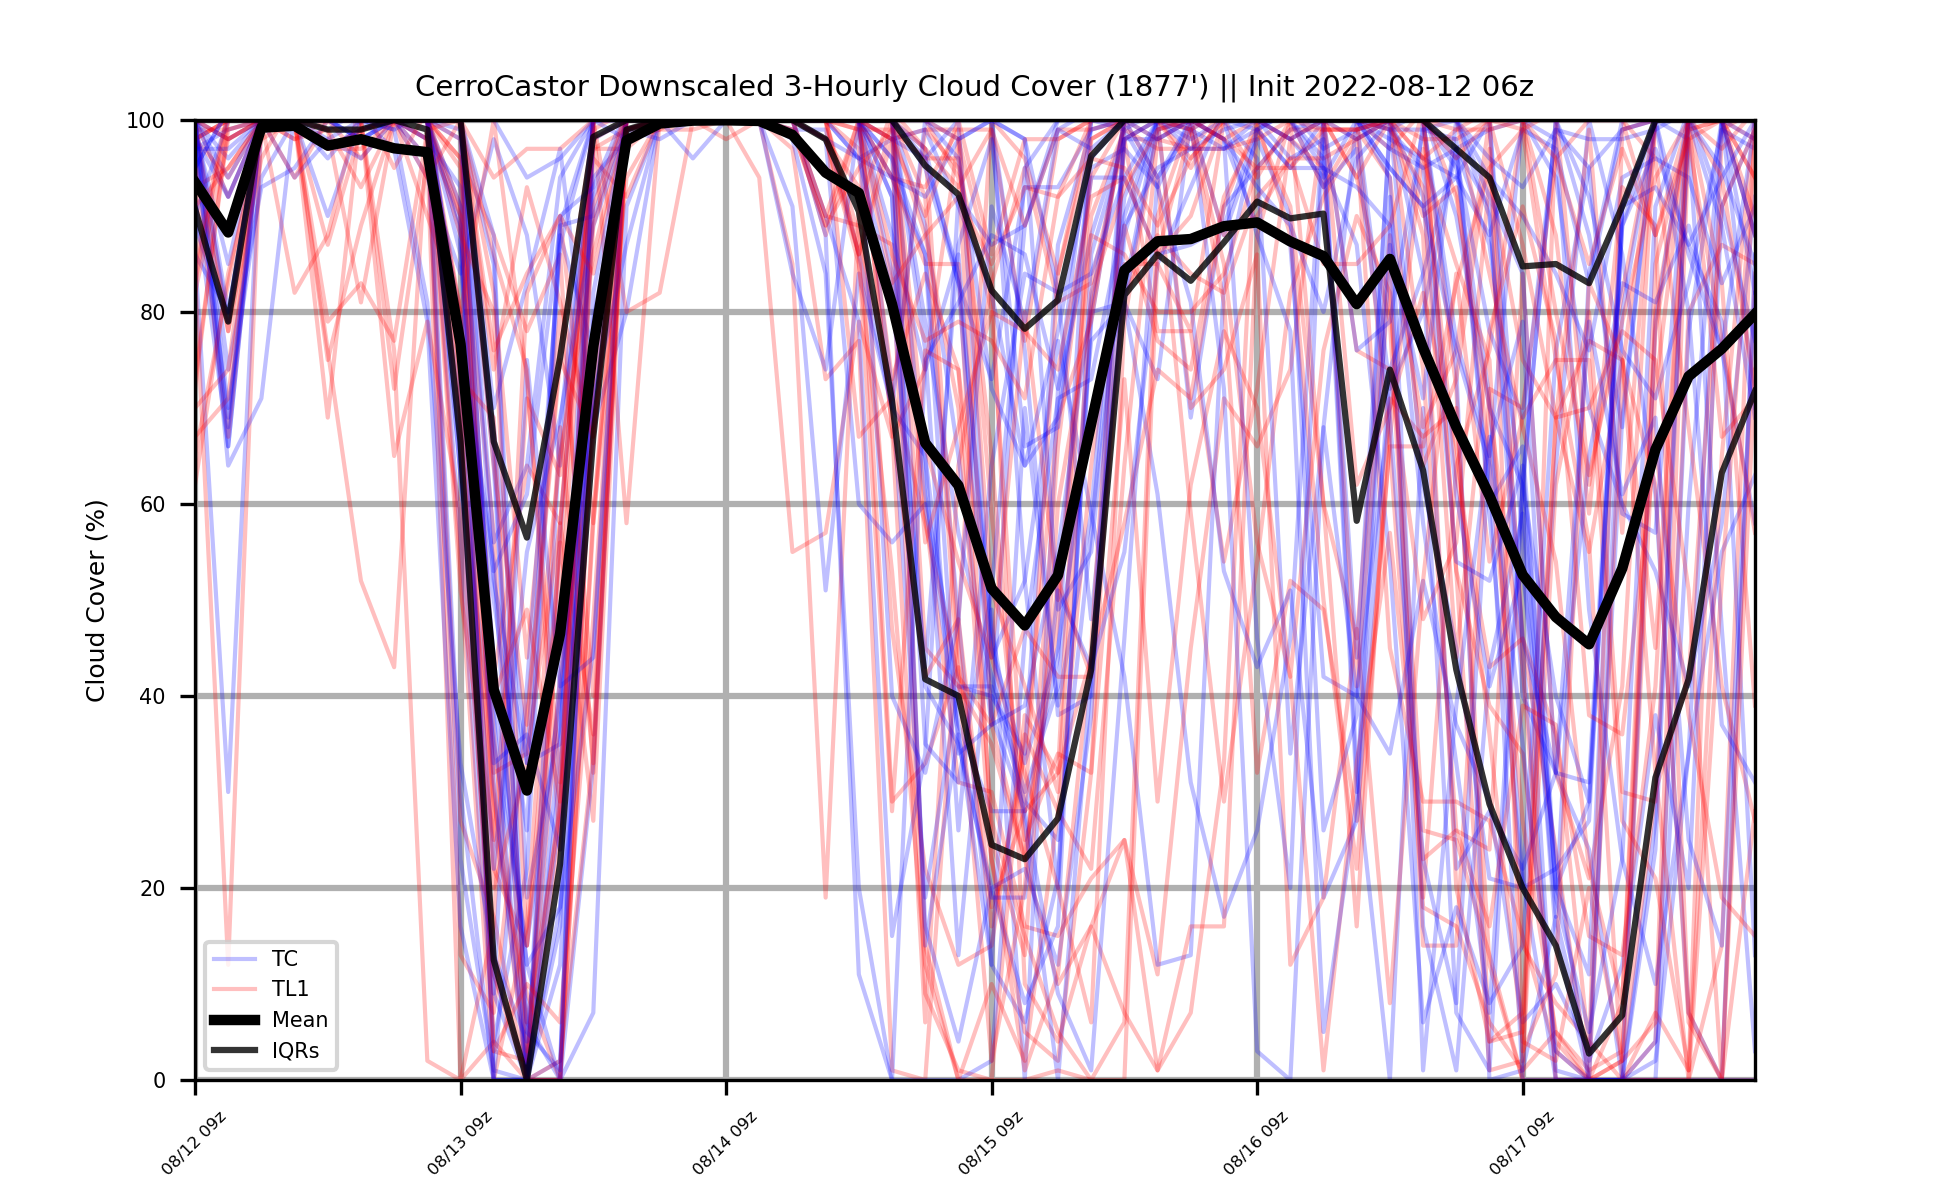 CerroCastor Downscaled 3-Hourly Cloud Cover (1877') || Init 2022-08-12 06z
Cloud Cover (%)
100
80
60
40
20
0
TC
TL1
Mean
IQRs
08/12 09z
08/13 09z
08/14 09z
08/15 09z
08/16 09z
08/17 09z